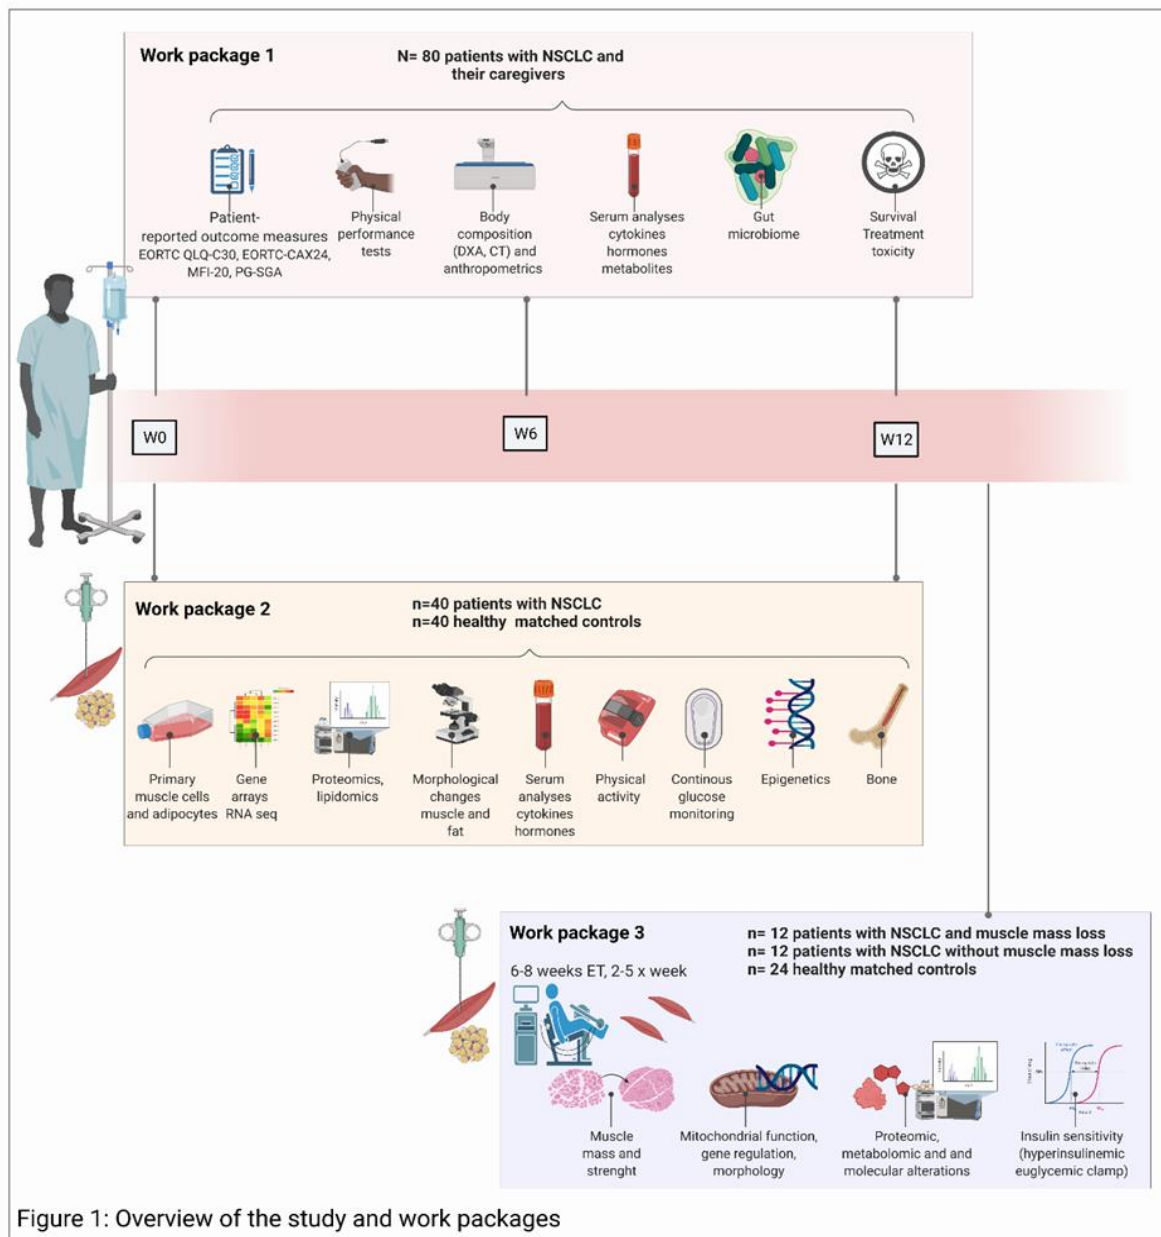 Work package 1
N= 80 patients with NSCLC and
their caregivers
Patient-
reported outcome measures
EORTC QLQ-C30, EORTC-CAX24,
MFI-20, PG-SGA
Physical
performance
tests
Body
composition
(DXA, CT) and
anthropometrics
Serum analyses
cytokines
hormones
metabolites
Gut
microbiome
Survival
Treatment
toxicity
W0
W6
W12
Work package 2
n=40 patients with NSCLC
n=40 healthy matched controls
Primary
muscle cells
and adipocytes
Gene
arrays
RNA seq
Proteomics,
lipidomics
Morphological
changes
muscle and
fat
Serum
analyses
cytokines
hormones
Physical
activity
Continous
glucose
monitoring
Epigenetics
Bone
Work package 3
n= 12 patients with NSCLC and muscle mass loss
n= 12 patients with NSCLC without muscle mass loss
n= 24 healthy matched controls
6-8 weeks ET, 2-5 x week
Muscle
mass and
strenght
Mitochondrial function,
gene regulation,
morphology
Proteomic,
metabolomic and and
molecular alterations
Insulin sensitivity
(hyperinsulinemic
euglycemic clamp)
Figure 1: Overview of the study and work packages